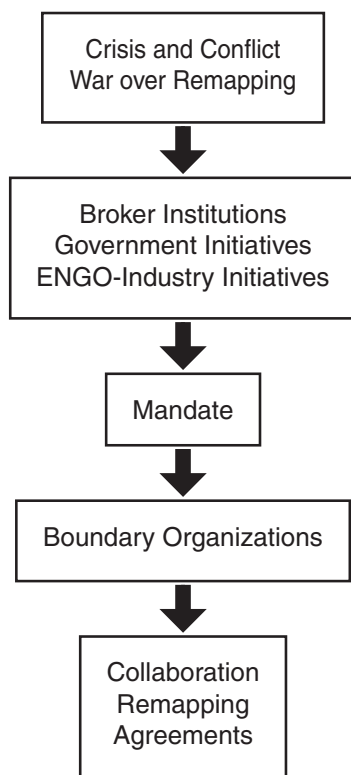 Crisis and Conflict
War over Remapping
Broker Institutions
Government Initiatives
ENGO-Industry Initiatives
Mandate
Boundary Organizations
Collaboration
Remapping
Agreements